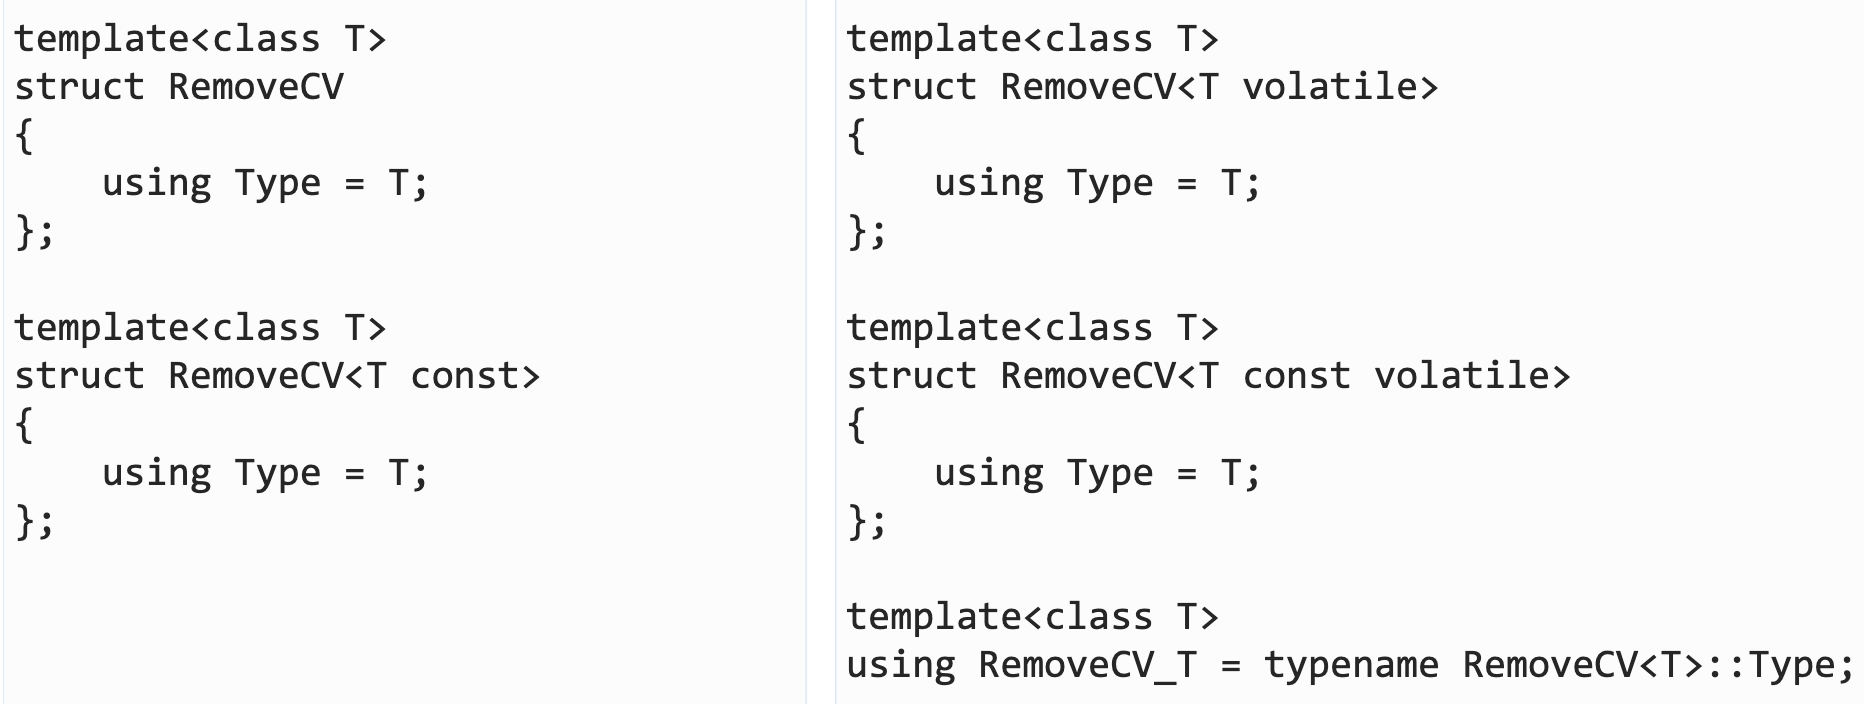 template<class T>
struct RemoveCV
{
    using Type = T;
};

template<class T>
struct RemoveCV<T const>
{
    using Type = T;
};

template<class T>
struct RemoveCV<T volatile>
{
    using Type = T;
};

template<class T>
struct RemoveCV<T const volatile>
{
    using Type = T;
};

template<class T>
using RemoveCV_T = typename RemoveCV<T>::Type;